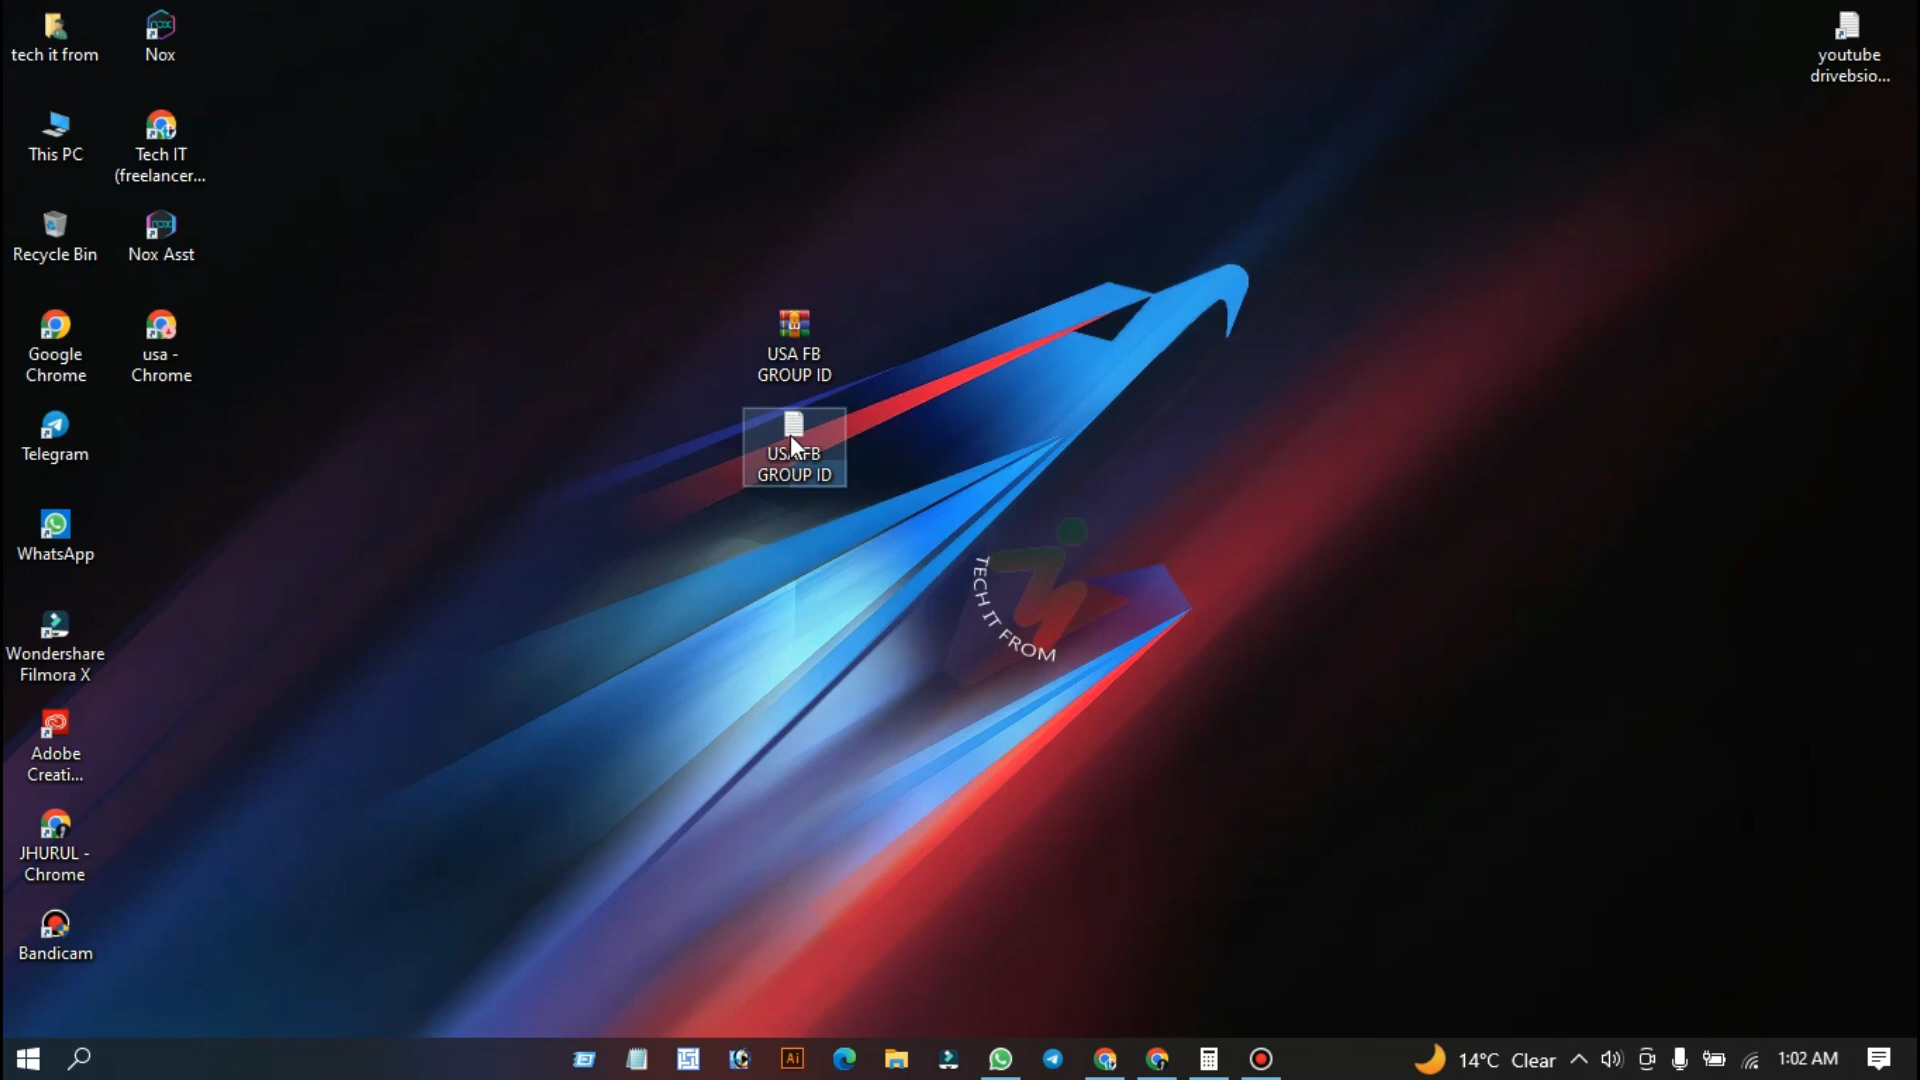 tech it from
Nox
This PC
Tech IT
(freelancer...
Recycle Bin
Nox Asst
Google
Chrome
usa -
Chrome
Telegram
WhatsApp
Wondershare
Filmora X
Adobe
Creati...
JHURUL -
Chrome
Bandicam
USA FB
GROUP ID
USA FB
GROUP ID
youtube
drivebsio...
TECH IT FROM
Ai
14°C Clear
1:02 AM